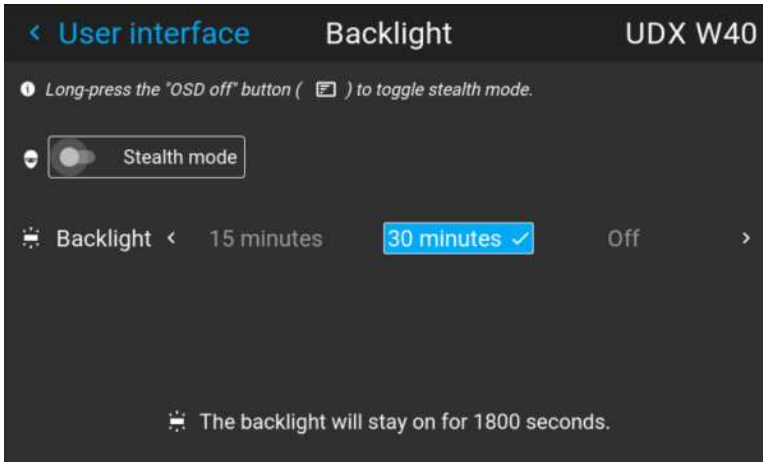 User interface Backlight UDX W40
Long-press the "OSD off" button ( ) to toggle stealth mode.
Stealth mode
Backlight 15 minutes 30 minutes Off
The backlight will stay on for 1800 seconds.